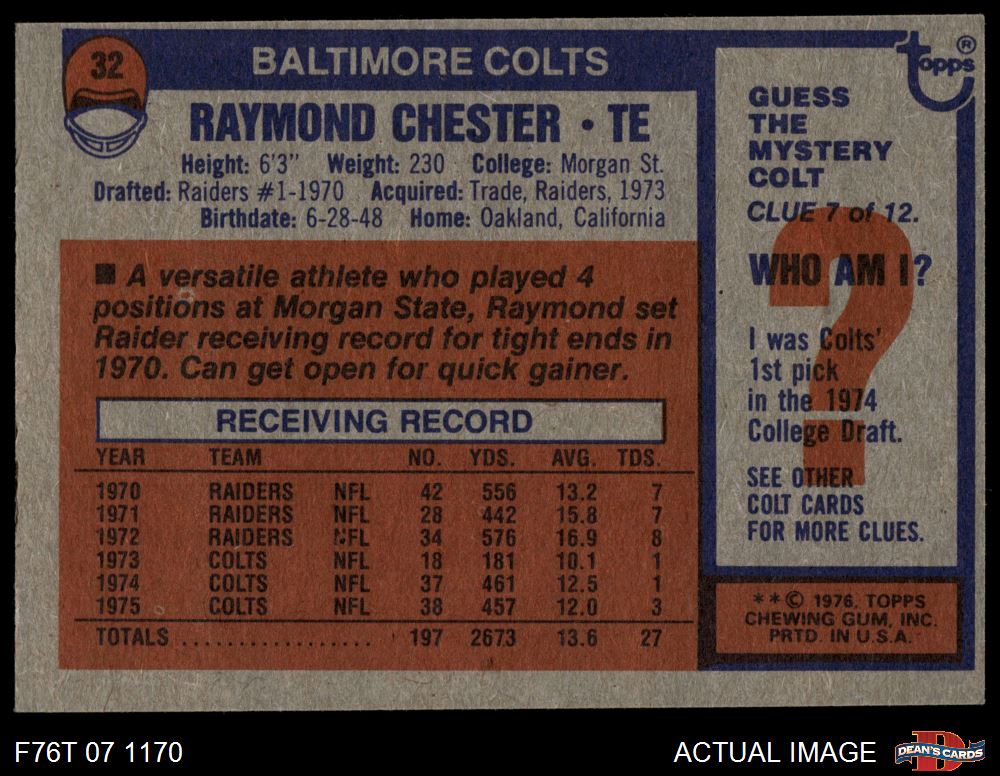 32
BALTIMORE COLTS
RAYMOND CHESTER • TE
Height: 6'3" Weight: 230 College: Morgan St.
Drafted: Raiders #1-1970 Acquired: Trade, Raiders, 1973
Birthdate: 6-28-48 Home: Oakland, California
■ A versatile athlete who played 4
positions at Morgan State, Raymond set
Raider receiving record for tight ends in
1970. Can get open for quick gainer.
RECEIVING RECORD
YEAR TEAM NO. YDS. AVG. TDS.
1970 RAIDERS NFL 42 556 13.2 7
1971 RAIDERS NFL 28 442 15.8 7
1972 RAIDERS NFL 34 576 16.9 8
1973 COLTS NFL 18 181 10.1 1
1974 COLTS NFL 37 461 12.5 1
1975 COLTS NFL 38 457 12.0 3
TOTALS ................. 197 2673 13.6 27
topps ®
GUESS
THE
MYSTERY
COLT
CLUE 7 of 12.
WHO AM I?
?
I was Colts'
1st pick
in the 1974
College Draft.
SEE OTHER
COLT CARDS
FOR MORE CLUES.
**© 1976, TOPPS
CHEWING GUM, INC.
PRTD. IN U.S.A.
F76T 07 1170
ACTUAL IMAGE
D
DEAN'S CARDS